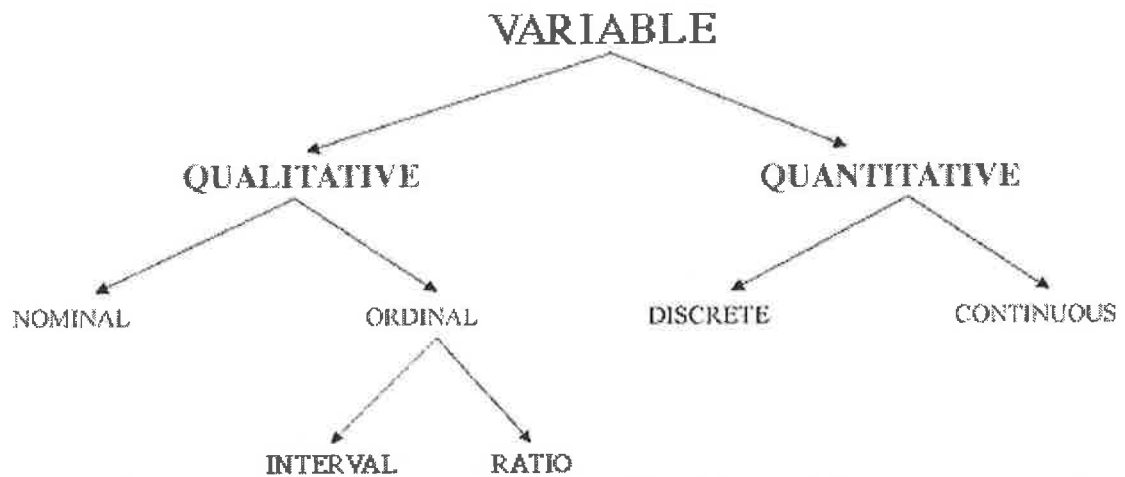 VARIABLE
QUALITATIVE QUANTITATIVE
NOMINAL ORDINAL DISCRETE CONTINUOUS
INTERVAL RATIO